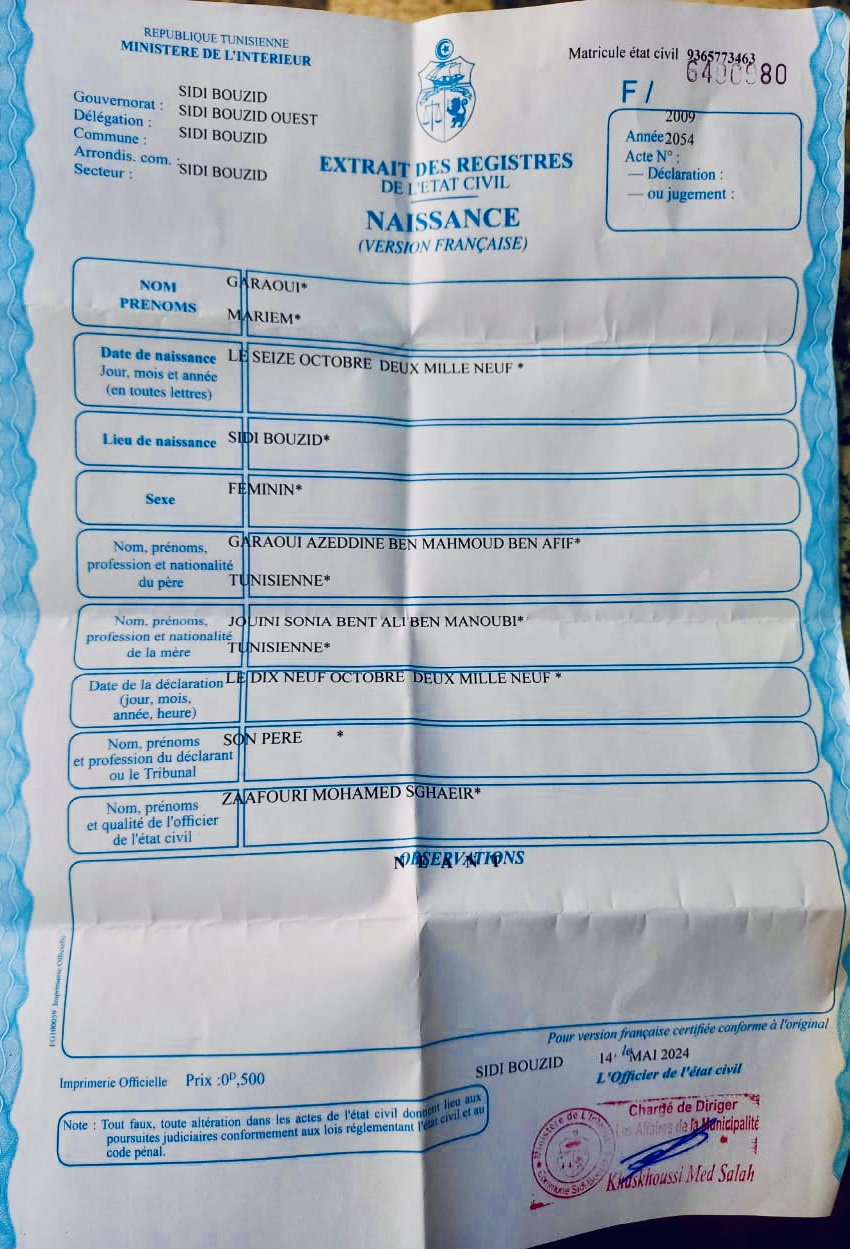 REPUBLIQUE TUNISIENNE
MINISTERE DE L'INTERIEUR
Matricule état civil 9365773463
F/
Gouvernorat : SIDI BOUZID
Délégation : SIDI BOUZID OUEST
Commune : SIDI BOUZID
Arrondis. com. :
Secteur : SIDI BOUZID
2009
Année 2054
Acte N° :
— Déclaration :
— ou jugement :
EXTRAIT DES REGISTRES
DE L'ETAT CIVIL
NAISSANCE
(VERSION FRANÇAISE)
NOM GARAOUI*
PRENOMS MARIEM*
Date de naissance LE SEIZE OCTOBRE DEUX MILLE NEUF *
Jour, mois et année
(en toutes lettres)
Lieu de naissance SIDI BOUZID*
Sexe FEMININ*
Nom, prénoms, GARAOUI AZEDDINE BEN MAHMOUD BEN AFIF*
profession et nationalité
du père TUNISIENNE*
Nom, prénoms, JOUINI SONIA BENT ALI BEN MANOUBI*
profession et nationalité
de la mère TUNISIENNE*
Date de la déclaration LE DIX NEUF OCTOBRE DEUX MILLE NEUF *
(jour, mois,
année, heure)
Nom, prénoms SON PERE *
et profession du déclarant
ou le Tribunal
Nom, prénoms ZAAFOURI MOHAMED SGHAEIR*
et qualité de l'officier
de l'état civil
OBSERVATIONS
N E A N T
Imprimerie Officielle
Pour version française certifiée conforme à l'original
SIDI BOUZID 14 le MAI 2024
L'Officier de l'état civil
Imprimerie Officielle Prix :0ᴰ,500
Note : Tout faux, toute altération dans les actes de l'état civil donnent lieu aux
poursuites judiciaires conformement aux lois réglementant l'état civil et au
code pénal.
Chargé de Diriger
Les Affaires de la Municipalité
Khaskhoussi Med Salah